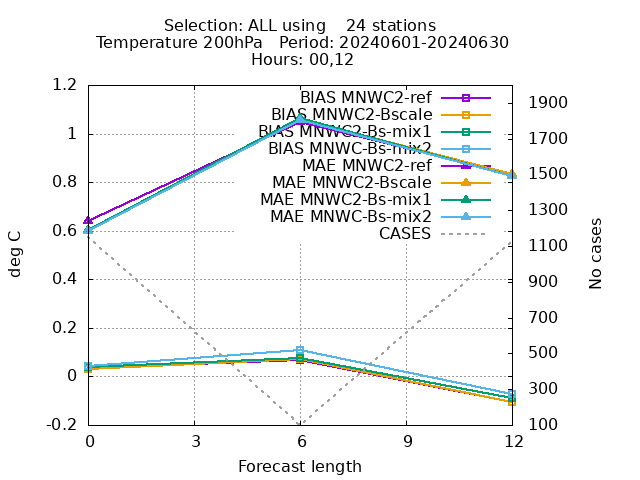 Selection: ALL using    24 stations
Temperature 200hPa   Period: 20240601-20240630
Hours: 00,12
1.2
1
0.8
0.6
0.4
0.2
0
-0.2
deg C
BIAS MNWC2-ref
BIAS MNWC2-Bscale
BIAS MNWC2-Bs-mix1
BIAS MNWC-Bs-mix2
MAE MNWC2-ref
MAE MNWC2-Bscale
MAE MNWC2-Bs-mix1
MAE MNWC-Bs-mix2
CASES
1900
1700
1500
1300
1100
900
700
500
300
100
No cases
0 3 6 9 12
Forecast length